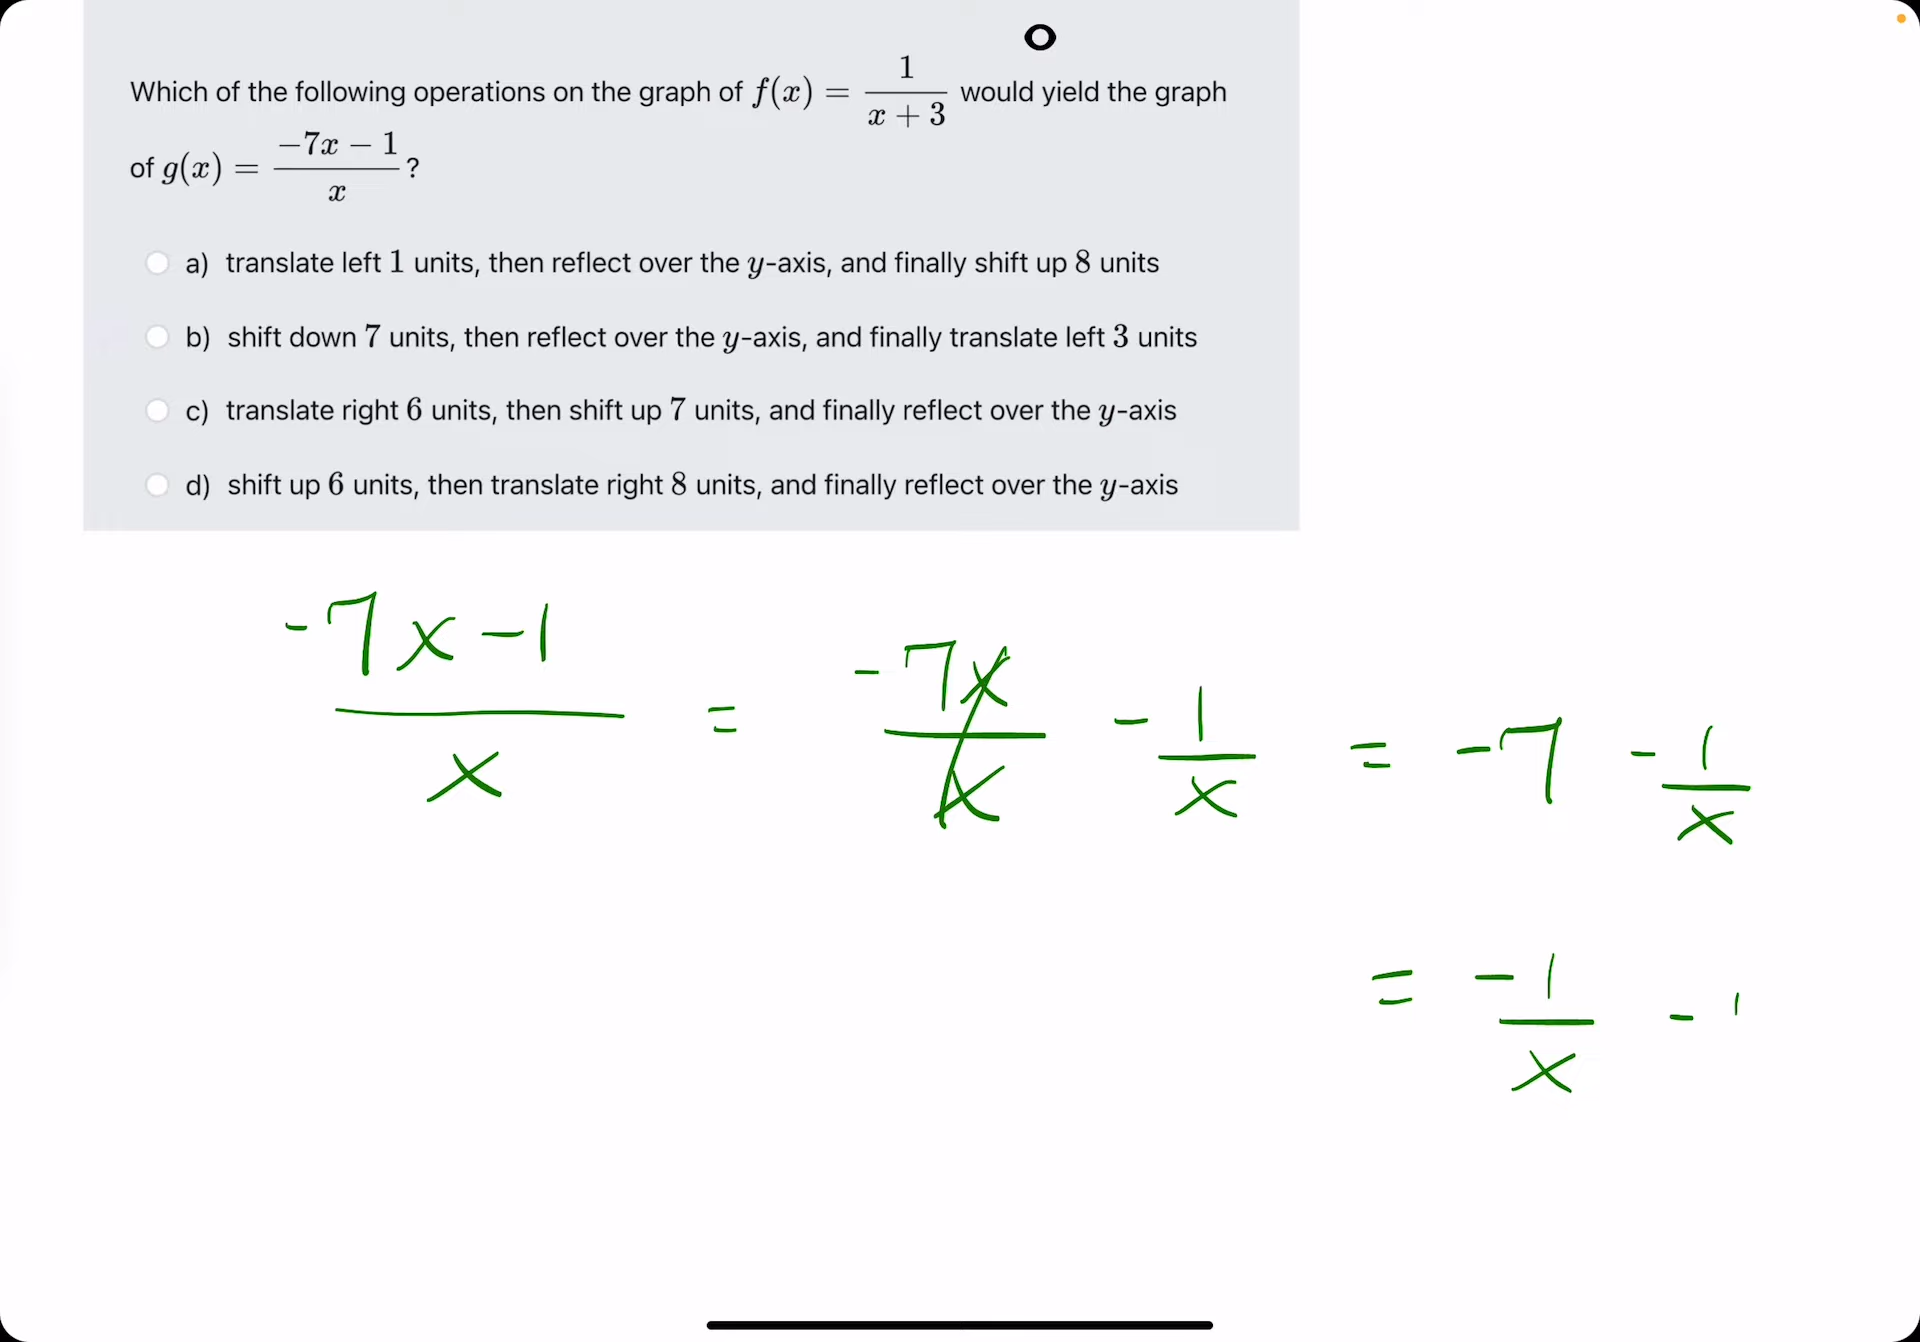 Which of the following operations on the graph of f(x) = 1/(x + 3) would yield the graph
of g(x) = (−7x − 1)/x ?
a) translate left 1 units, then reflect over the y-axis, and finally shift up 8 units
b) shift down 7 units, then reflect over the y-axis, and finally translate left 3 units
c) translate right 6 units, then shift up 7 units, and finally reflect over the y-axis
d) shift up 6 units, then translate right 8 units, and finally reflect over the y-axis
(-7x - 1)/x = -7x/x - 1/x = -7 - 1/x
= -1/x -